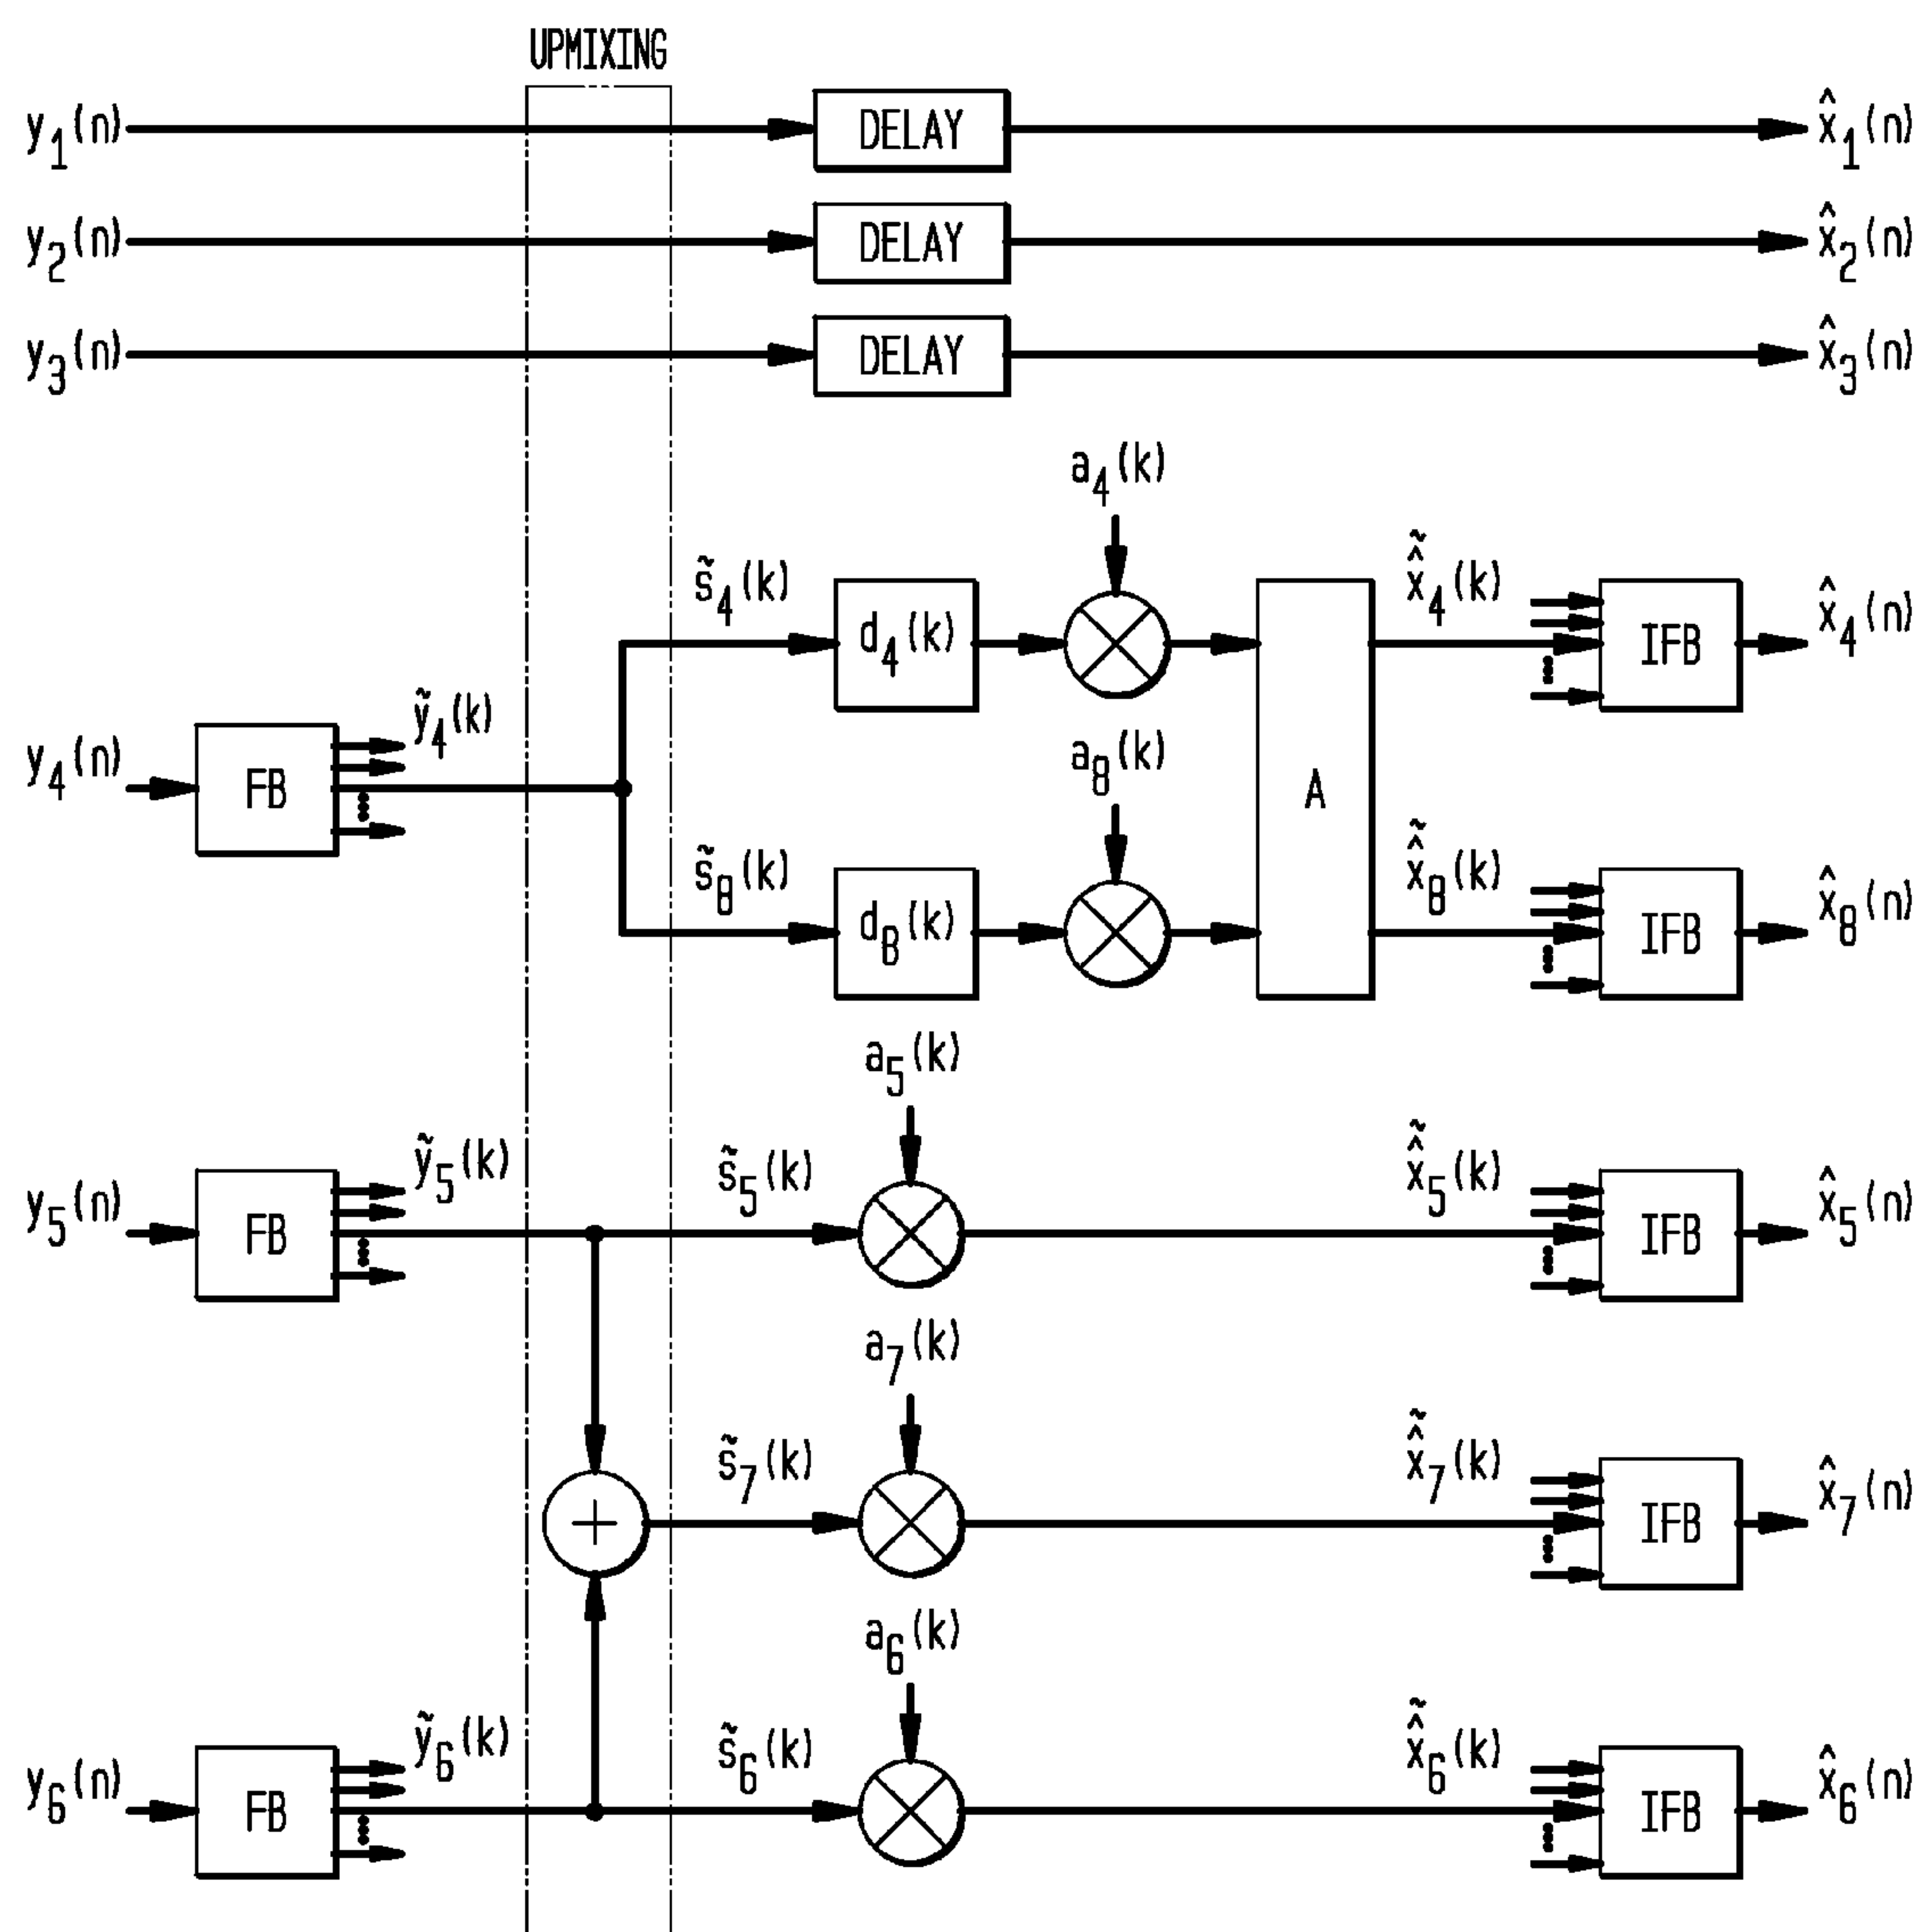 UPMIXING
y₁(n) DELAY x̂₁(n)
y₂(n) DELAY x̂₂(n)
y₃(n) DELAY x̂₃(n)
a₄(k)
s̃₄(k) d₄(k) x̂̃₄(k) IFB x̂₄(n)
y₄(n) FB ỹ₄(k) a₈(k) A
s̃₈(k) d₈(k) x̂̃₈(k) IFB x̂₈(n)
a₅(k)
y₅(n) FB ỹ₅(k) s̃₅(k) x̂̃₅(k) IFB x̂₅(n)
a₇(k)
+ s̃₇(k) x̂̃₇(k) IFB x̂₇(n)
a₆(k)
y₆(n) FB ỹ₆(k) s̃₆(k) x̂̃₆(k) IFB x̂₆(n)